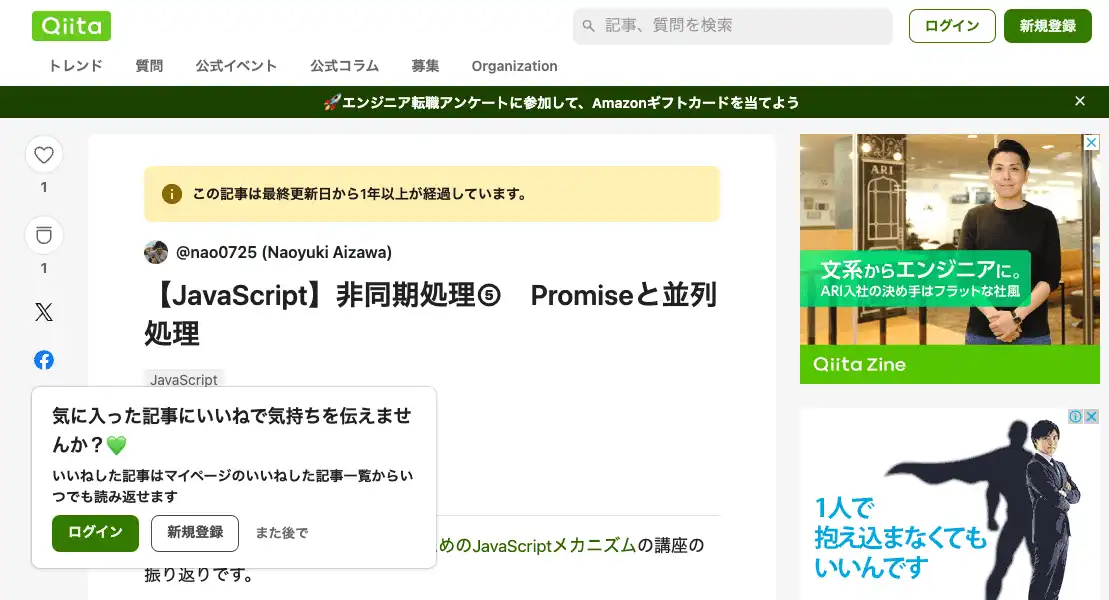 Qiita
記事、質問を検索
ログイン
新規登録
トレンド
質問
公式イベント
公式コラム
募集
Organization
🚀エンジニア転職アンケートに参加して、Amazonギフトカードを当てよう
1
1
この記事は最終更新日から1年以上が経過しています。
@nao0725 (Naoyuki Aizawa)
【JavaScript】非同期処理⑤　Promiseと並列
処理
JavaScript
気に入った記事にいいねで気持ちを伝えませ
んか？💚
いいねした記事はマイページのいいねした記事一覧からい
つでも読み返せます
ログイン
新規登録
また後で
めのJavaScriptメカニズムの講座の
振り返りです。
ARI
文系からエンジニアに。
ARI入社の決め手はフラットな社風
Qiita Zine
1人で
抱え込まなくても
いいんです